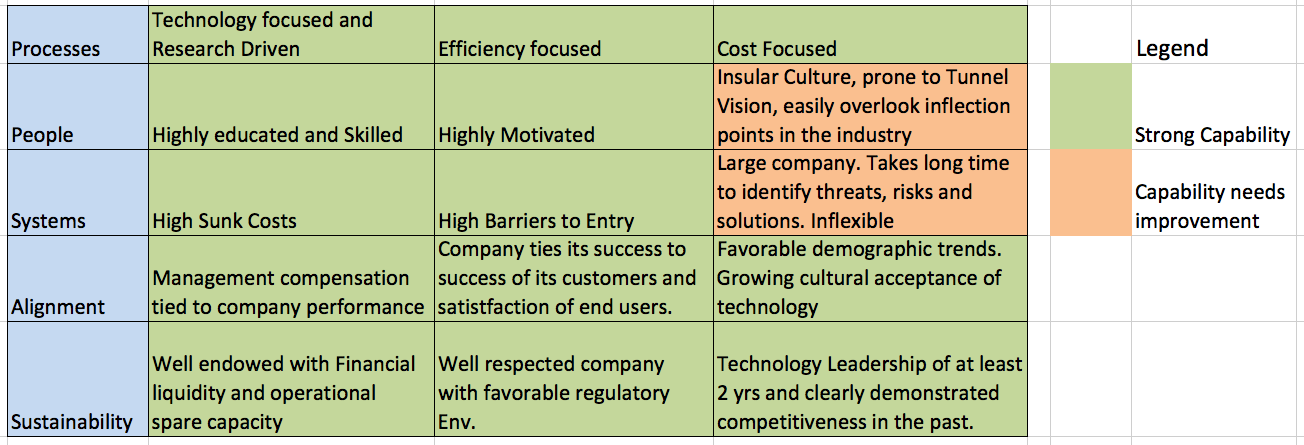 Processes
Technology focused and
Research Driven
Efficiency focused
Cost Focused
Legend
People
Highly educated and Skilled
Highly Motivated
Insular Culture, prone to Tunnel
Vision, easily overlook inflection
points in the industry
Strong Capability
Systems
High Sunk Costs
High Barriers to Entry
Large company. Takes long time
to identify threats, risks and
solutions. Inflexible
Capability needs
improvement
Alignment
Management compensation
tied to company performance
Company ties its success to
success of its customers and
satistfaction of end users.
Favorable demographic trends.
Growing cultural acceptance of
technology
Sustainability
Well endowed with Financial
liquidity and operational
spare capacity
Well respected company
with favorable regulatory
Env.
Technology Leadership of at least
2 yrs and clearly demonstrated
competitiveness in the past.